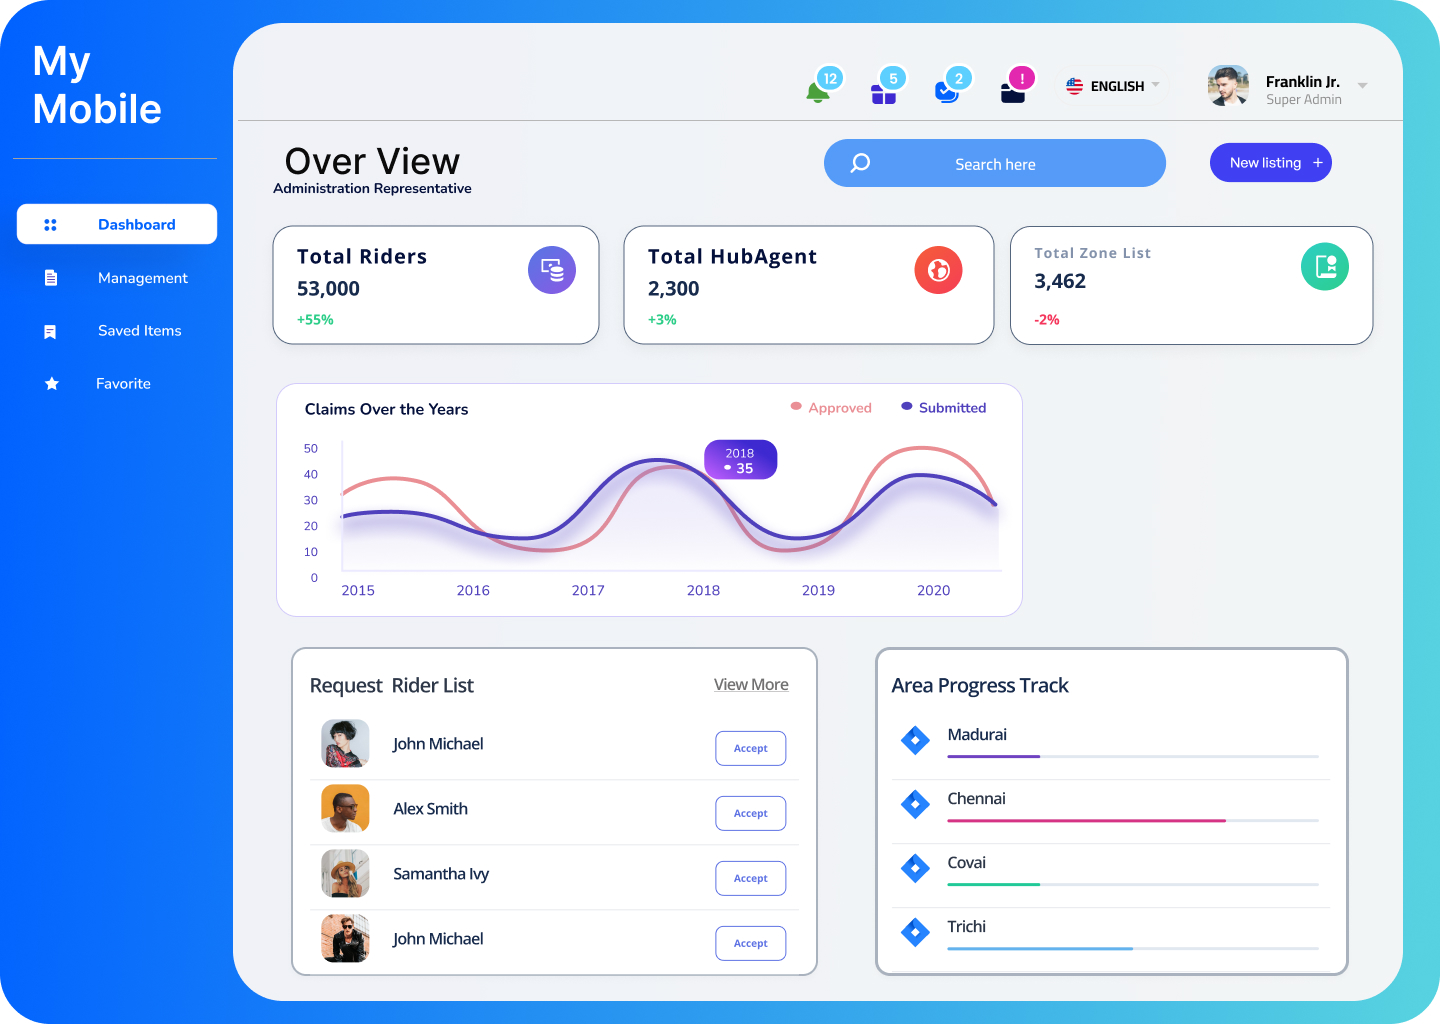 My
Mobile
12
5
2
!
ENGLISH
Franklin Jr.
Super Admin
Over View
Administration Representative
Search here
New listing +
Dashboard
Management
Saved Items
Favorite
Total Riders
53,000
+55%
Total HubAgent
2,300
+3%
Total Zone List
3,462
-2%
Claims Over the Years
Approved
Submitted
2018
35
50
40
30
20
10
0
2015 2016 2017 2018 2019 2020
Request Rider List
View More
John Michael
Accept
Alex Smith
Accept
Samantha Ivy
Accept
John Michael
Accept
Area Progress Track
Madurai
Chennai
Covai
Trichi